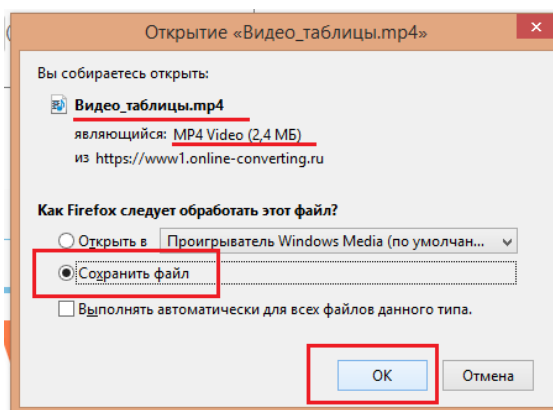 Открытие «Видео_таблицы.mp4»
Вы собираетесь открыть:
Видео_таблицы.mp4
являющийся: MP4 Video (2,4 МБ)
из https://www1.online-converting.ru
Как Firefox следует обработать этот файл?
Открыть в Проигрыватель Windows Media (по умолчан...
Сохранить файл
Выполнять автоматически для всех файлов данного типа.
ОК Отмена